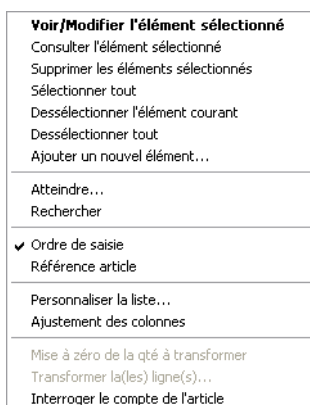 Voir/Modifier l'élément sélectionné
Consulter l'élément sélectionné
Supprimer les éléments sélectionnés
Sélectionner tout
Dessélectionner l'élément courant
Dessélectionner tout
Ajouter un nouvel élément...
Atteindre...
Rechercher
Ordre de saisie
Référence article
Personnaliser la liste...
Ajustement des colonnes
Mise à zéro de la qté à transformer
Transformer la(les) ligne(s)...
Interroger le compte de l'article